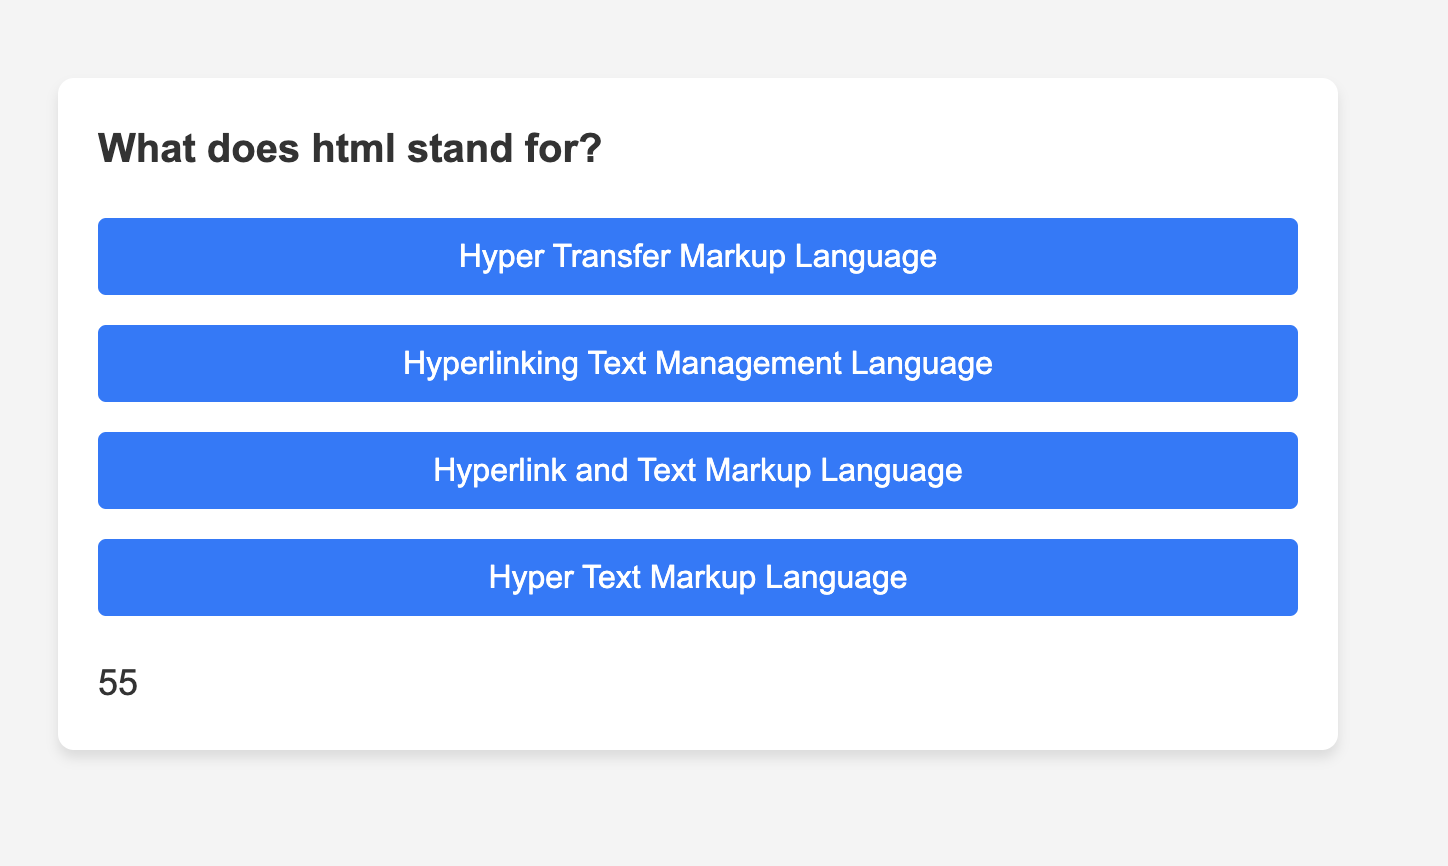 What does html stand for?
Hyper Transfer Markup Language
Hyperlinking Text Management Language
Hyperlink and Text Markup Language
Hyper Text Markup Language
55